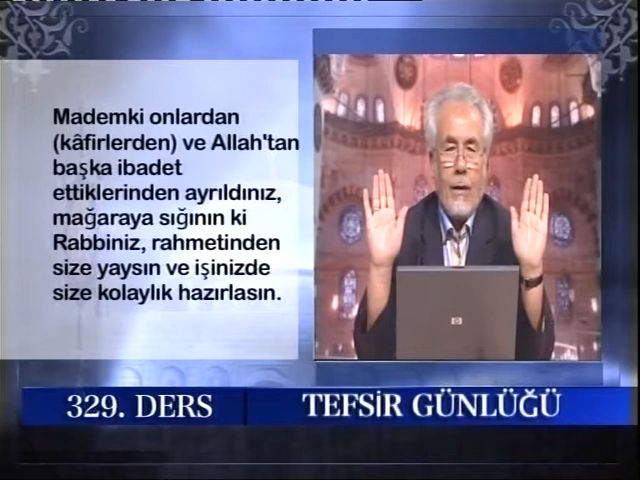 Mademki onlardan
(kâfirlerden) ve Allah'tan
başka ibadet
ettiklerinden ayrıldınız,
mağaraya sığının ki
Rabbiniz, rahmetinden
size yaysın ve işinizde
size kolaylık hazırlasın.
329. DERS
TEFSİR GÜNLÜĞÜ
hp